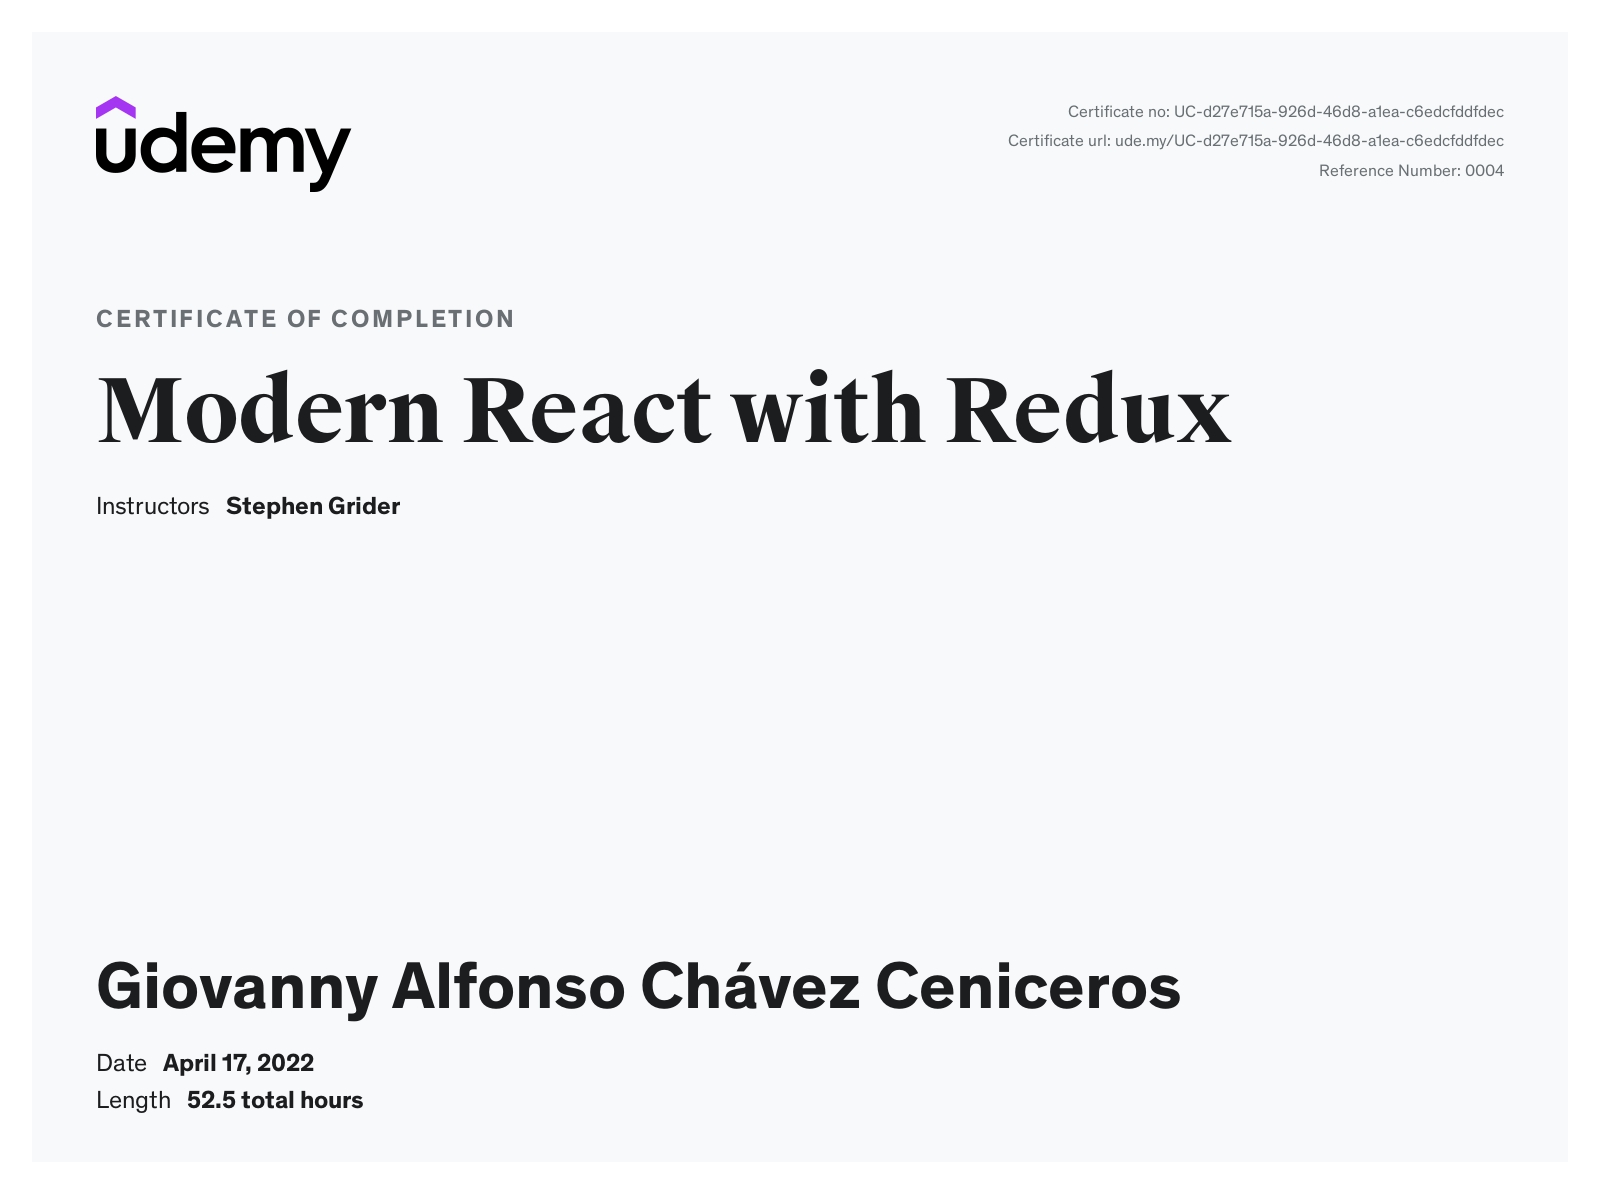 udemy
Certificate no: UC-d27e715a-926d-46d8-a1ea-c6edcfddfdec
Certificate url: ude.my/UC-d27e715a-926d-46d8-a1ea-c6edcfddfdec
Reference Number: 0004
CERTIFICATE OF COMPLETION
Modern React with Redux
Instructors Stephen Grider
Giovanny Alfonso Chávez Ceniceros
Date April 17, 2022
Length 52.5 total hours